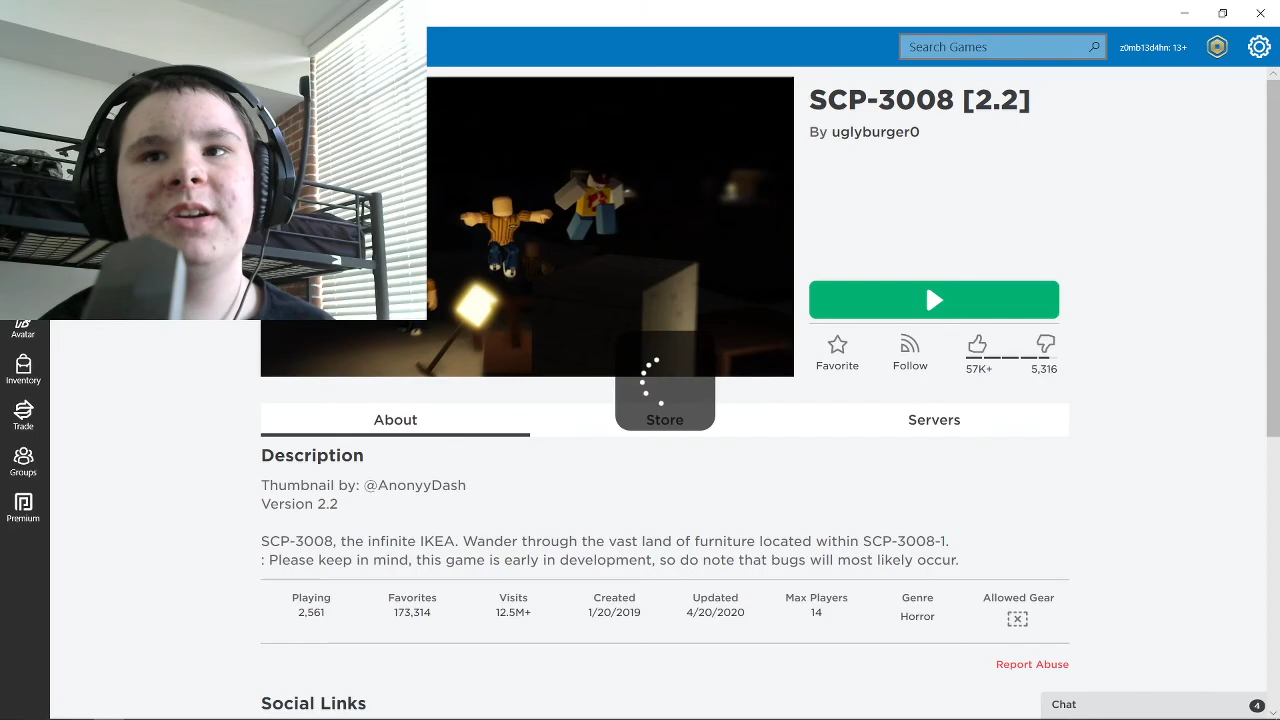 Search Games
z0mb13d4hn: 13+
SCP-3008 [2.2]
By uglyburger0
Favorite
Follow
57K+
5,316
Avatar
Inventory
Trade
Groups
Premium
About
Store
Servers
Description
Thumbnail by: @AnonyyDash
Version 2.2
SCP-3008, the infinite IKEA. Wander through the vast land of furniture located within SCP-3008-1.
: Please keep in mind, this game is early in development, so do note that bugs will most likely occur.
Playing
2,561
Favorites
173,314
Visits
12.5M+
Created
1/20/2019
Updated
4/20/2020
Max Players
14
Genre
Horror
Allowed Gear
Report Abuse
Social Links
Chat
4